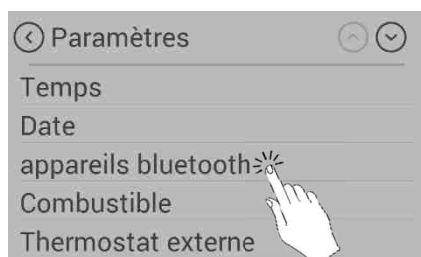 Paramètres
Temps
Date
appareils bluetooth
Combustible
Thermostat externe